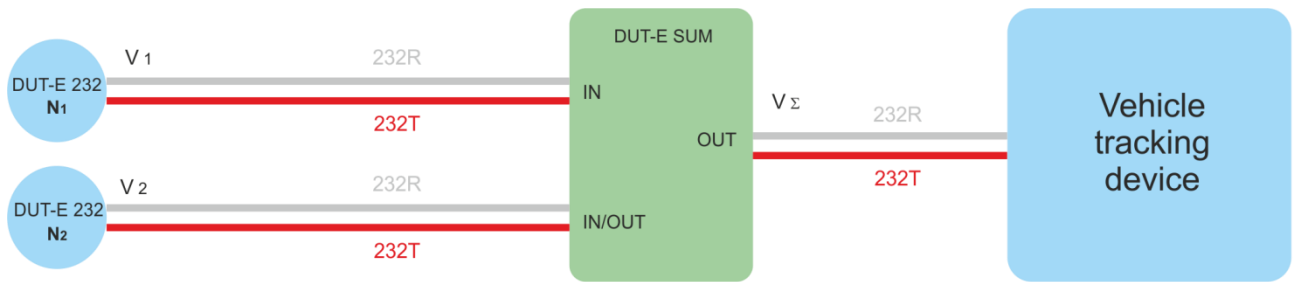 DUT-E 232
N1
V 1
232R
232T
DUT-E 232
N2
V 2
232R
232T
DUT-E SUM
IN
OUT
IN/OUT
V Σ
232R
232T
Vehicle
tracking
device